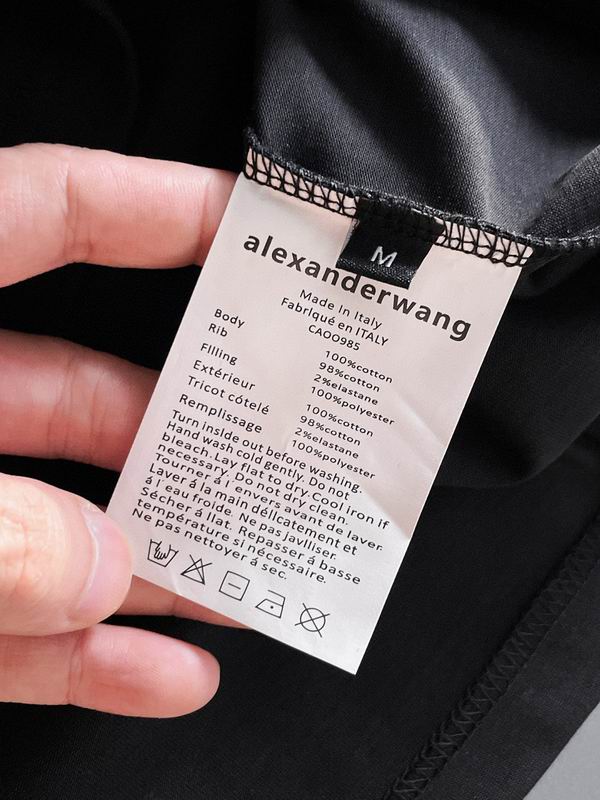 M
alexanderwang
Made in Italy
Fabriqué en ITALY
CA00985
Body 100%cotton
Rib 98%cotton
2%elastane
Filling 100%polyester
Extérieur 100%cotton
Tricot côtelé 98%cotton
2%elastane
Remplissage 100%polyester
Turn inside out before washing.
Hand wash cold gently. Do not
bleach. Lay flat to dry. Cool iron if
necessary. Do not dry clean.
Tourner á l envers avant de laver.
Laver á la main délicatement et
á l'eau froide. Ne pas javlliser.
Sécher á llat. Repasser á basse
température si nécessaire.
Ne pas nettoyer á sec.